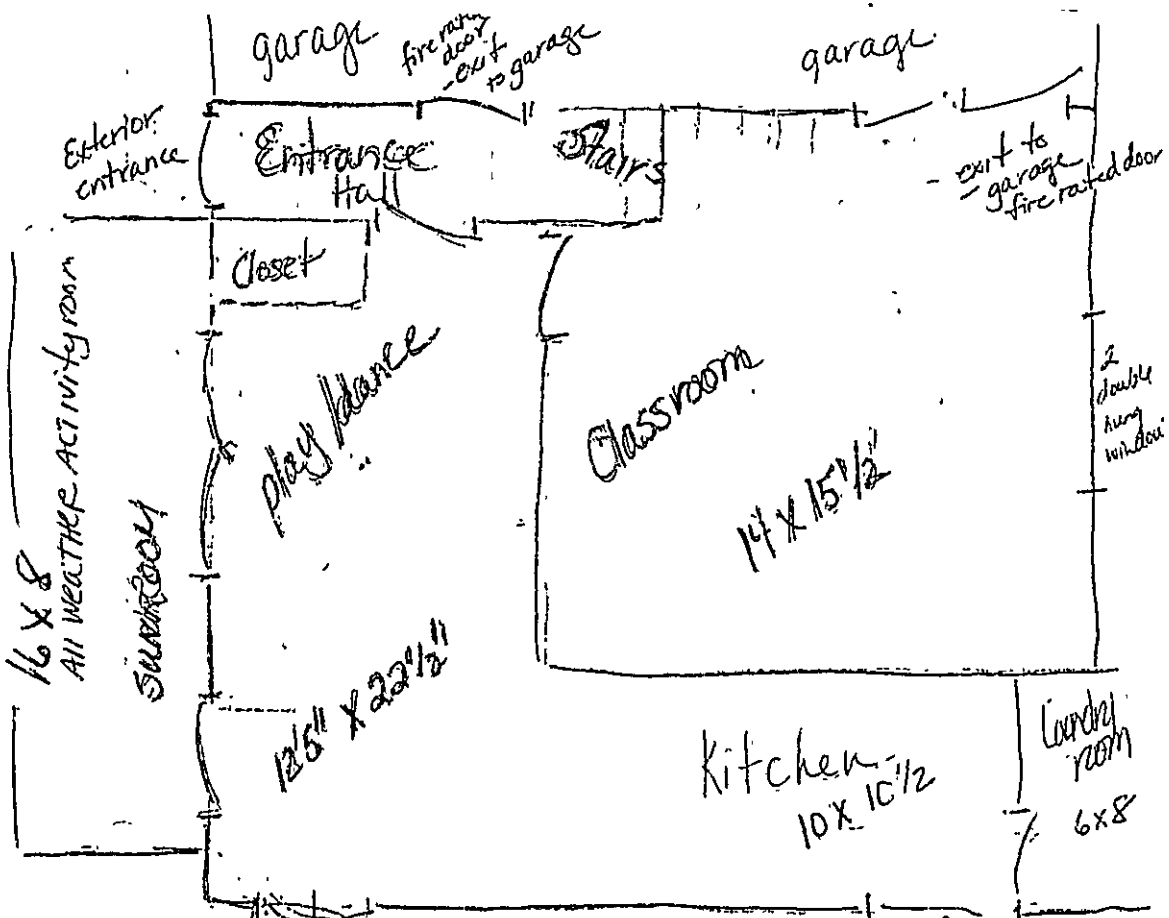 garage
fire rated
door
-exit
to garage
garage
Exterior
entrance
Entrance
Hall
Stairs
- exit to
- garage
fire rated door
Closet
16 X 8
All WEATHER ACTIVITY room
Sunroom
play/dance
12'5" X 22'1/2"
Classroom
14 X 15'1/2"
2
double
hung
window
Kitchen
10 X 10'1/2
Laundry
room
6x8